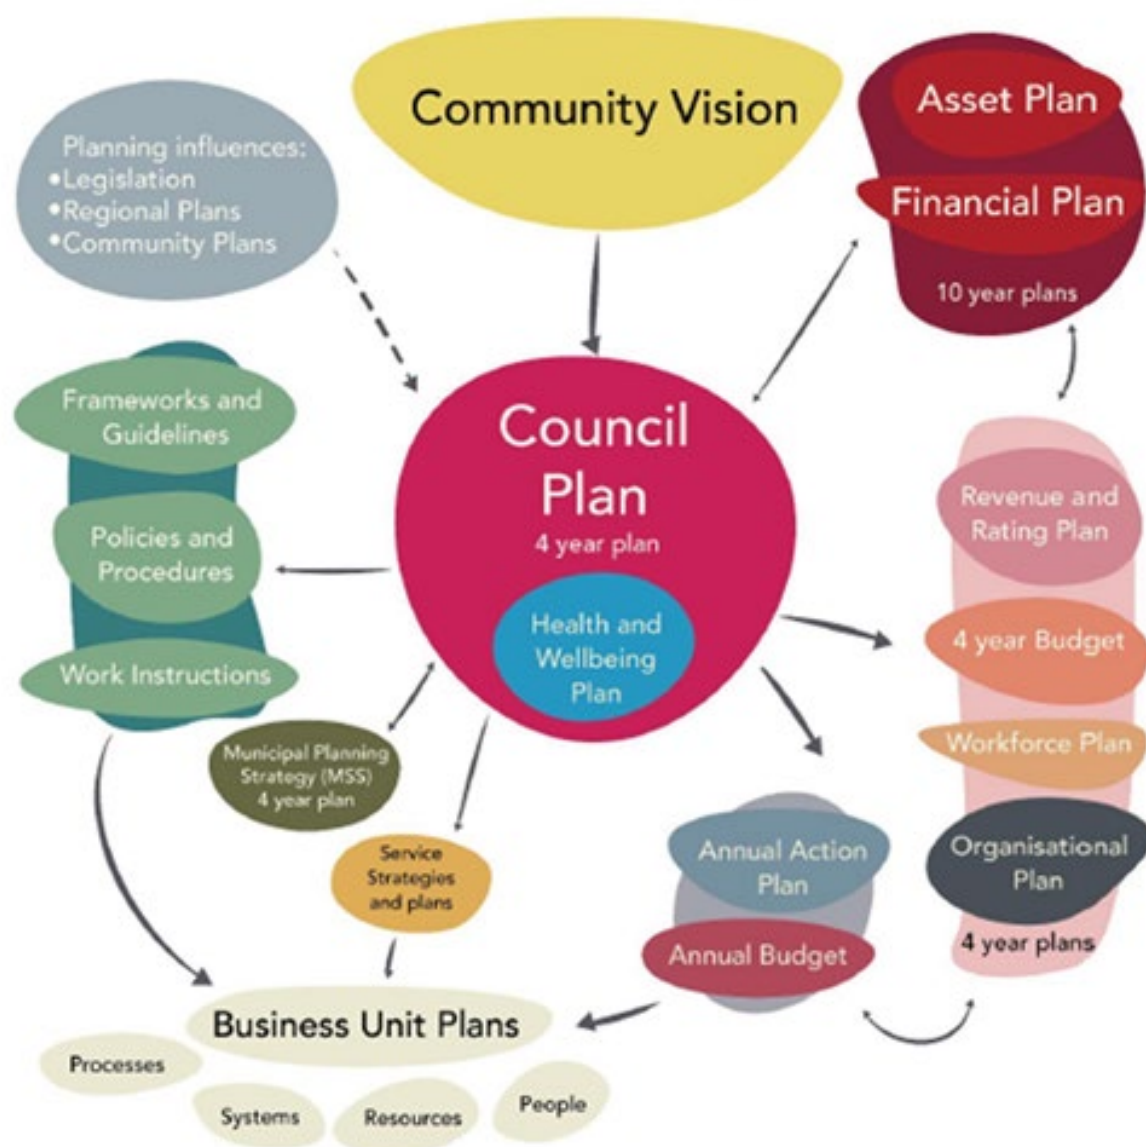 Community Vision
Planning influences:
•Legislation
•Regional Plans
•Community Plans
Asset Plan
Financial Plan
10 year plans
Frameworks and
Guidelines
Policies and
Procedures
Work Instructions
Council
Plan
4 year plan
Health and
Wellbeing
Plan
Revenue and
Rating Plan
4 year Budget
Workforce Plan
Organisational
Plan
4 year plans
Municipal Planning
Strategy (MSS)
4 year plan
Service
Strategies
and plans
Annual Action
Plan
Annual Budget
Business Unit Plans
Processes
Systems
Resources
People